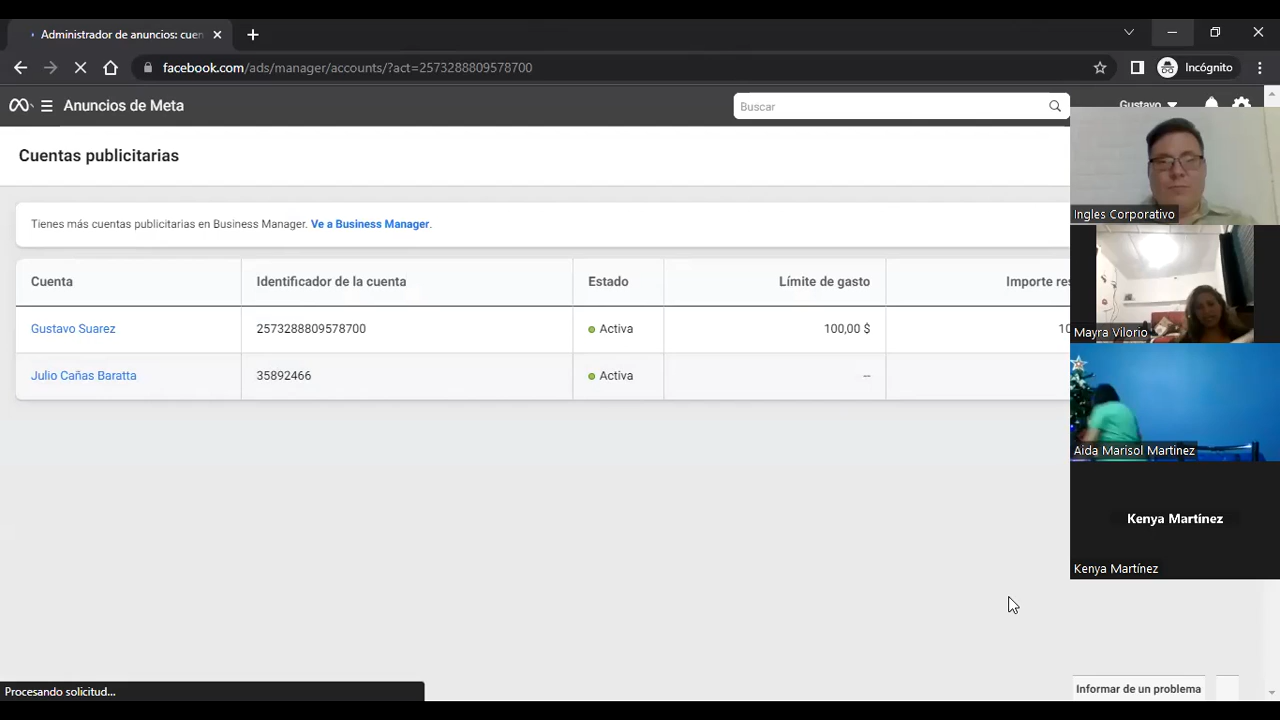 Administrador de anuncios: cuen
facebook.com/ads/manager/accounts/?act=2573288809578700
Incógnito
Anuncios de Meta
Buscar
Gustavo
Cuentas publicitarias
Tienes más cuentas publicitarias en Business Manager. Ve a Business Manager.
Cuenta Identificador de la cuenta Estado Límite de gasto Importe res
Gustavo Suarez 2573288809578700 Activa 100,00 $ 10
Julio Cañas Baratta 35892466 Activa --
Ingles Corporativo
Mayra Vilorio
Aida Marisol Martinez
Kenya Martínez
Kenya Martínez
Informar de un problema
Procesando solicitud...